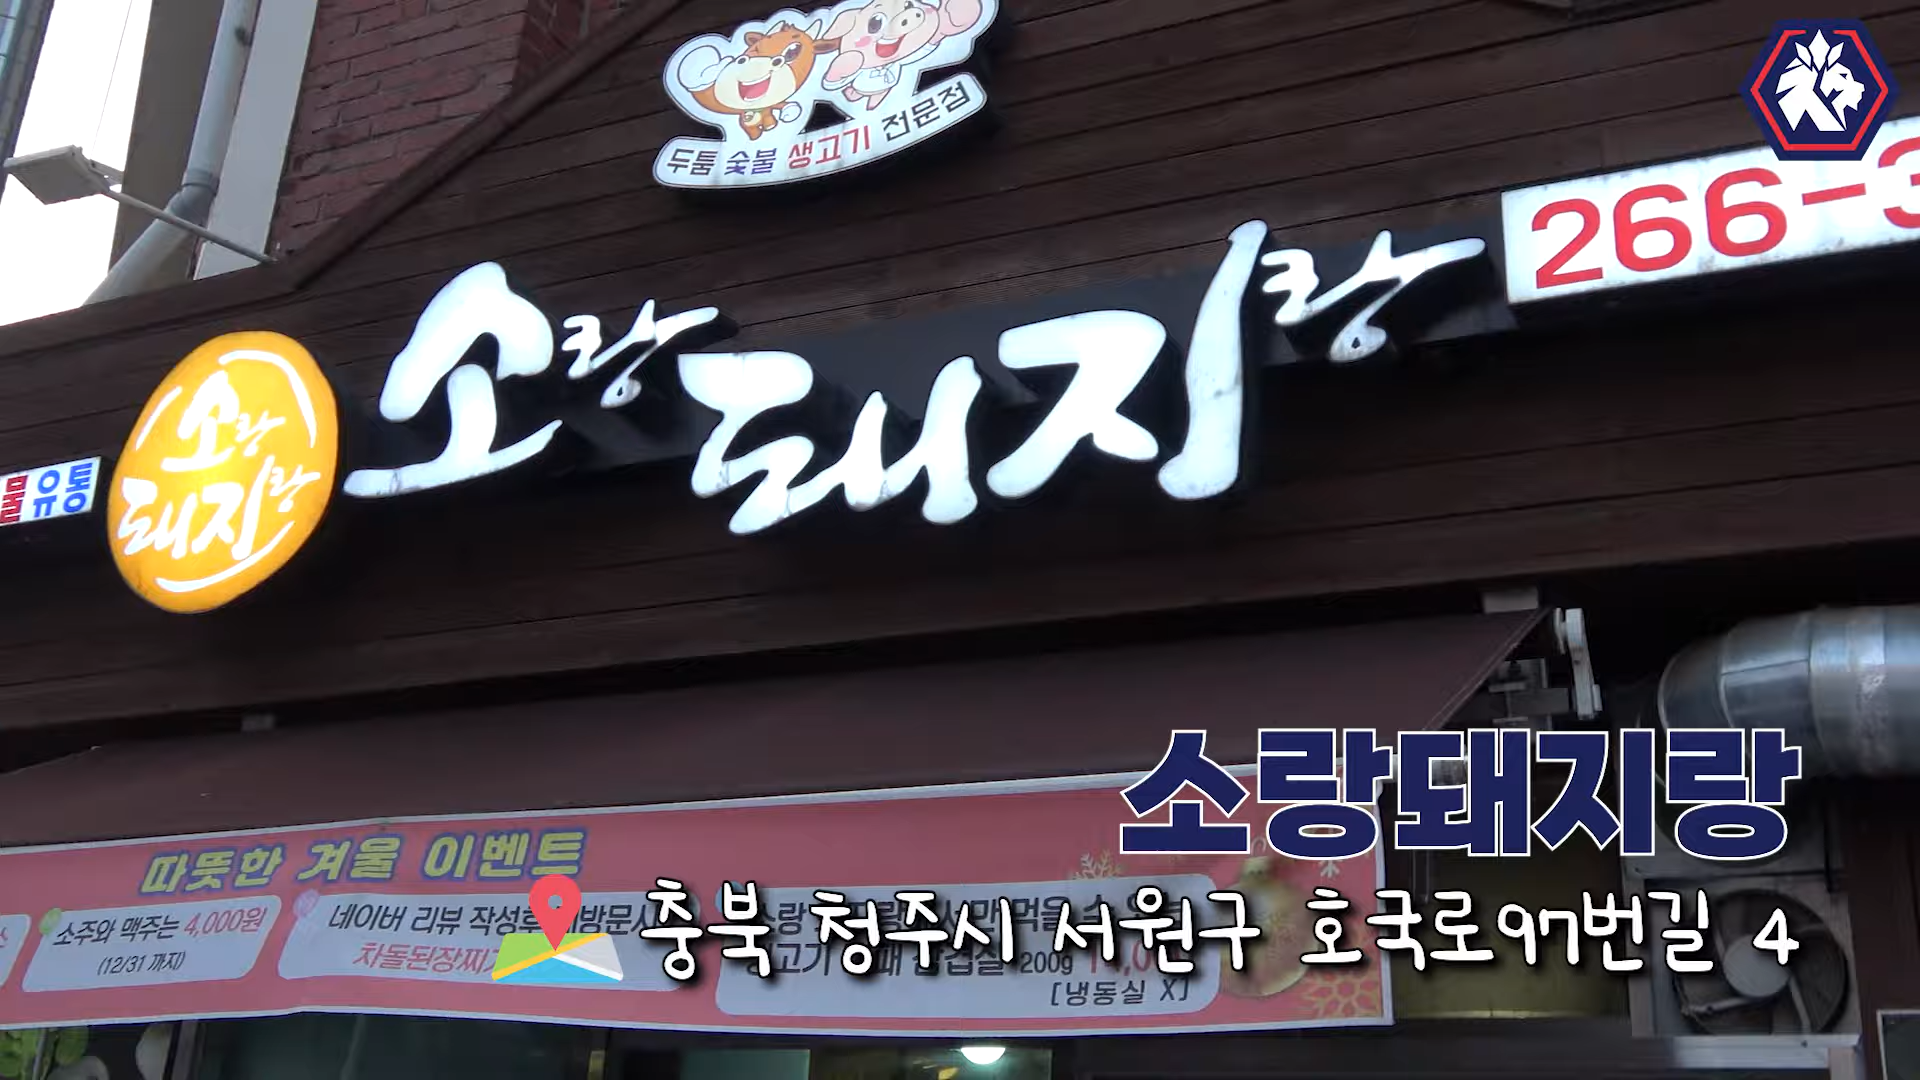 두툼 숯불 생고기 전문점
266-3
소랑돼지랑
소랑
돼지랑
물유통
소랑돼지랑
따뜻한 겨울 이벤트
소주와 맥주는 4,000원
(12/31 까지)
네이버 리뷰 작성후
차돌된장찌
200g
[냉동실 X]
충북 청주시 서원구 호국로97번길 4